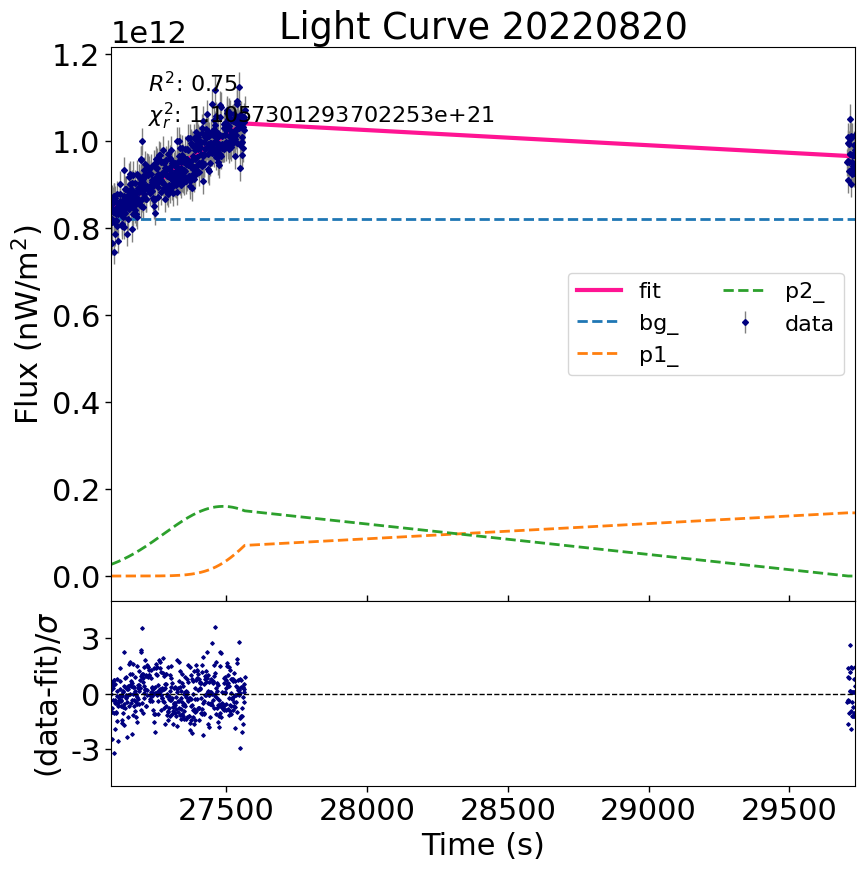 Light Curve 20220820
1e12
R²: 0.75
χ²ᵣ: 1.1057301293702253e+21
1.2
1.0
0.8
0.6
0.4
0.2
0.0
Flux (nW/m²)
fit
bg_
p1_
p2_
data
3
0
-3
(data-fit)/σ
27500 28000 28500 29000 29500
Time (s)